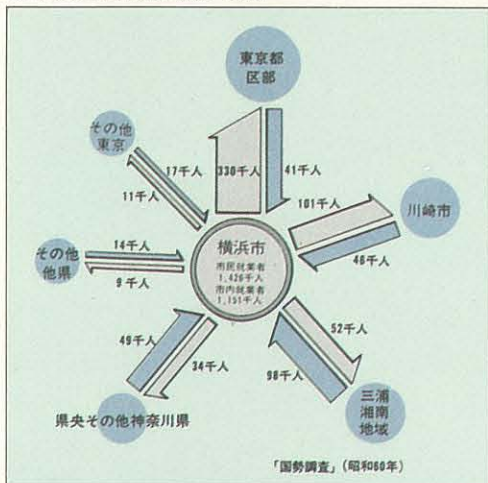 東京都
区部
その他
東京
17千人
11千人
330千人
41千人
101千人
川崎市
46千人
その他
他県
14千人
9千人
横浜市
市民就業者
1,426千人
市内就業者
1,151千人
49千人
34千人
県央その他神奈川県
52千人
98千人
三浦
湘南
地域
「国勢調査」(昭和60年)